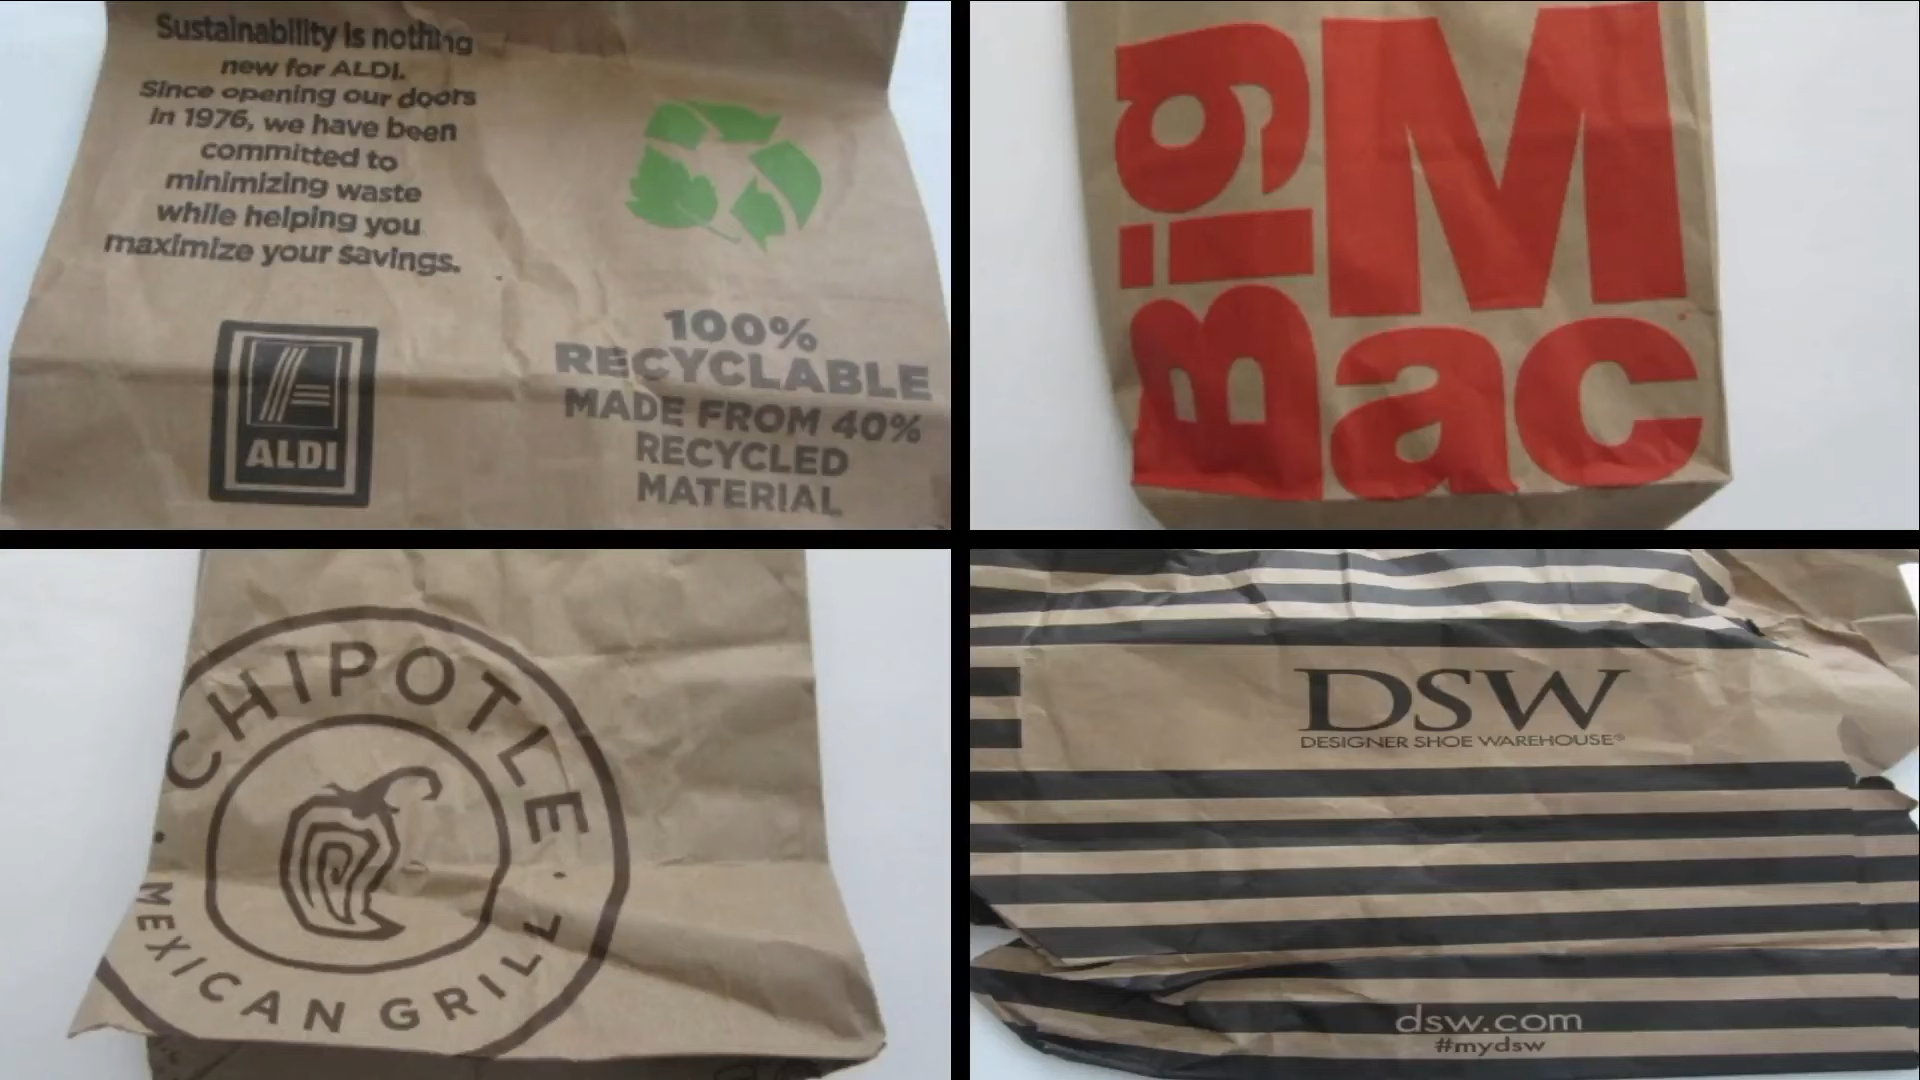 Sustainability is nothing
new for ALDI.
Since opening our doors
in 1976, we have been
committed to
minimizing waste
while helping you
maximize your savings.
ALDI
100%
RECYCLABLE
MADE FROM 40%
RECYCLED
MATERIAL
Big
Mac
CHIPOTLE
MEXICAN GRILL
DSW
DESIGNER SHOE WAREHOUSE®
dsw.com
#mydsw